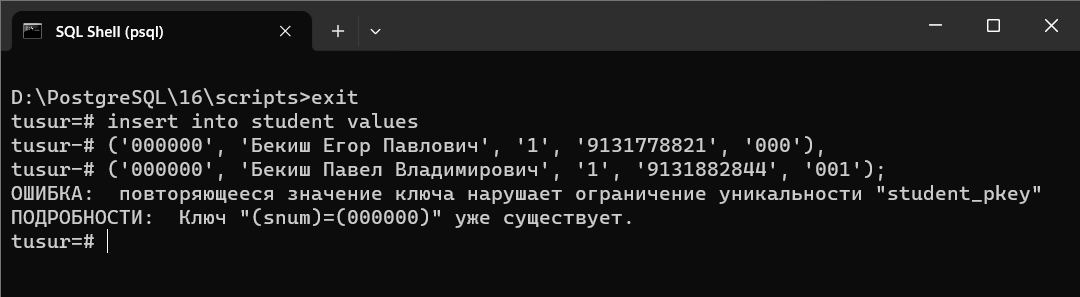 SQL Shell (psql)
D:\PostgreSQL\16\scripts>exit
tusur=# insert into student values
tusur-# ('000000', 'Бекиш Егор Павлович', '1', '9131778821', '000'),
tusur-# ('000000', 'Бекиш Павел Владимирович', '1', '91318828​44', '001');
ОШИБКА:  повторяющееся значение ключа нарушает ограничение уникальности "student_pkey"
ПОДРОБНОСТИ:  Ключ "(snum)=(000000)" уже существует.
tusur=#